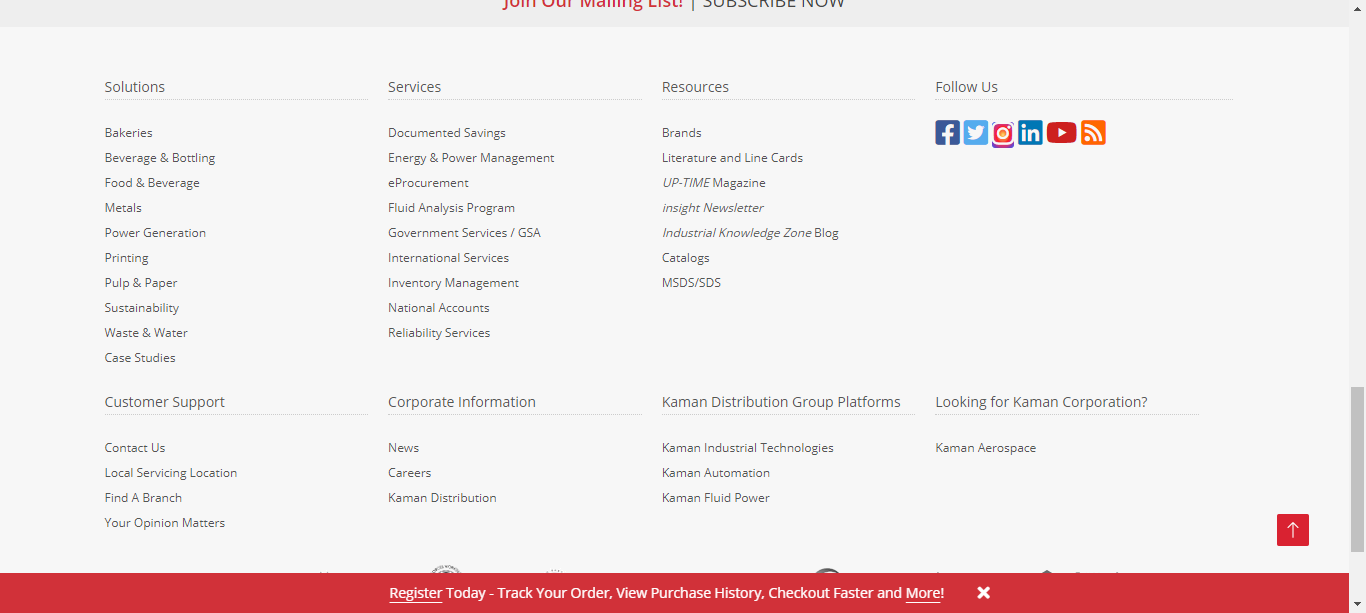 Join Our Mailing List! | SUBSCRIBE NOW
Solutions
Bakeries
Beverage & Bottling
Food & Beverage
Metals
Power Generation
Printing
Pulp & Paper
Sustainability
Waste & Water
Case Studies
Services
Documented Savings
Energy & Power Management
eProcurement
Fluid Analysis Program
Government Services / GSA
International Services
Inventory Management
National Accounts
Reliability Services
Resources
Brands
Literature and Line Cards
UP-TIME Magazine
insight Newsletter
Industrial Knowledge Zone Blog
Catalogs
MSDS/SDS
Follow Us
Customer Support
Contact Us
Local Servicing Location
Find A Branch
Your Opinion Matters
Corporate Information
News
Careers
Kaman Distribution
Kaman Distribution Group Platforms
Kaman Industrial Technologies
Kaman Automation
Kaman Fluid Power
Looking for Kaman Corporation?
Kaman Aerospace
Register Today - Track Your Order, View Purchase History, Checkout Faster and More!